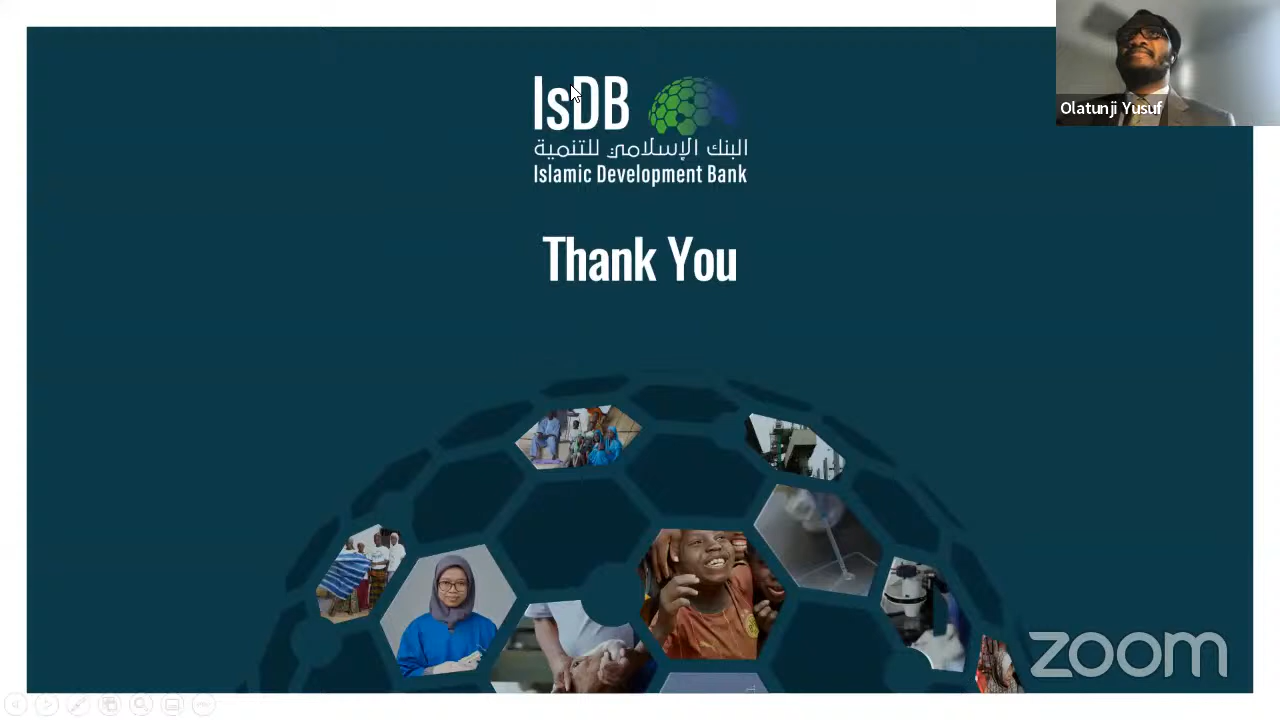 IsDB
البنك الإسلامي للتنمية
Islamic Development Bank
Olatunji Yusuf
Thank You
zoom